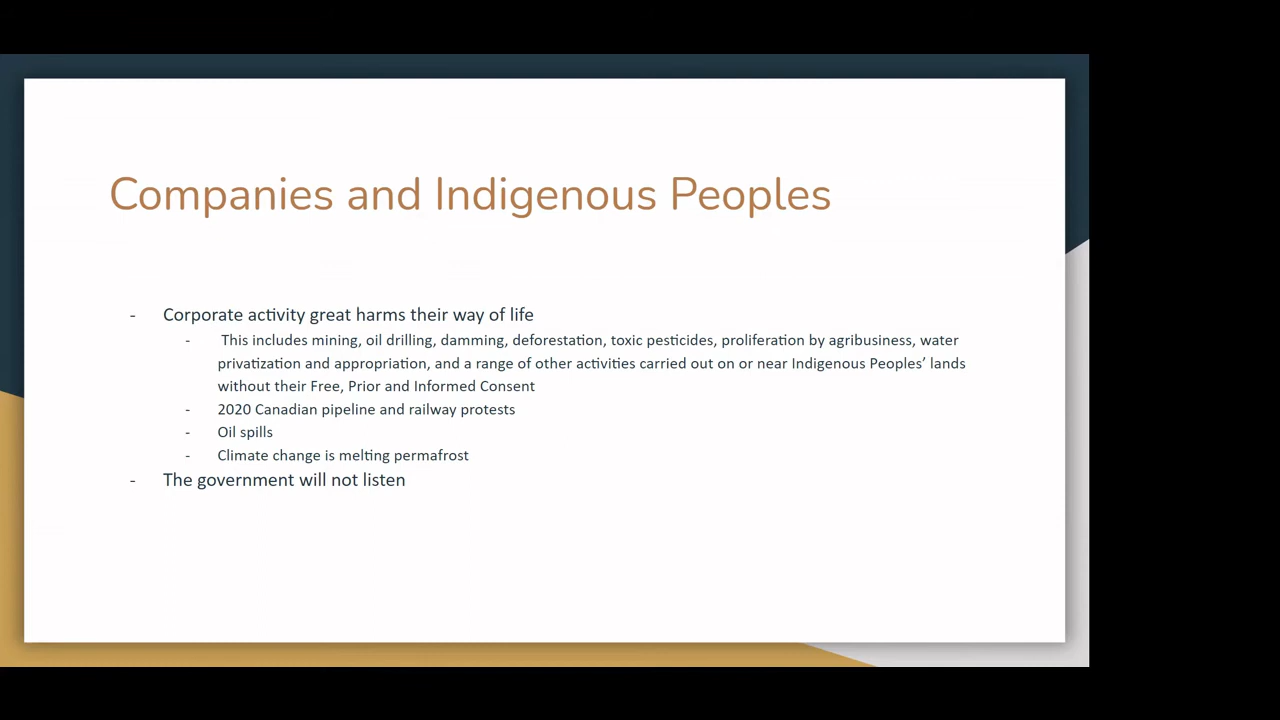 Companies and Indigenous Peoples
- Corporate activity great harms their way of life
- This includes mining, oil drilling, damming, deforestation, toxic pesticides, proliferation by agribusiness, water
privatization and appropriation, and a range of other activities carried out on or near Indigenous Peoples’ lands
without their Free, Prior and Informed Consent
- 2020 Canadian pipeline and railway protests
- Oil spills
- Climate change is melting permafrost
- The government will not listen